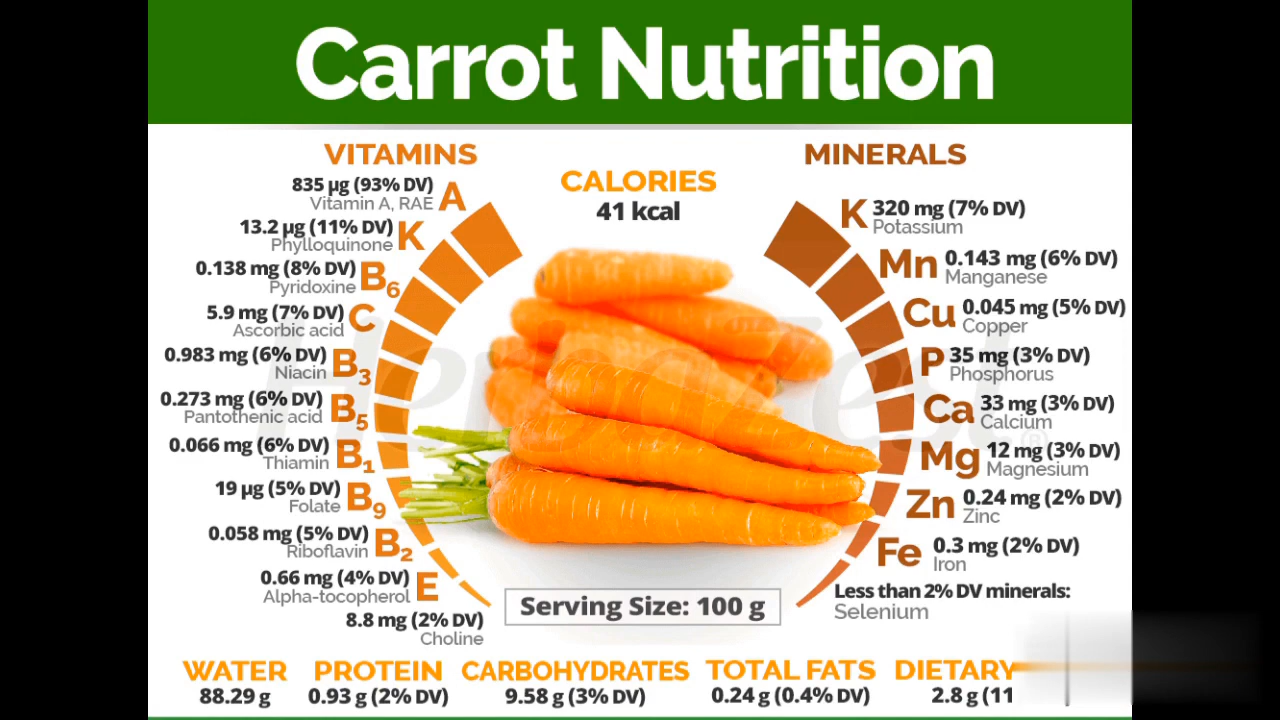 Carrot Nutrition
VITAMINS
835 µg (93% DV)
Vitamin A, RAE
A
13.2 µg (11% DV)
Phylloquinone
K
0.138 mg (8% DV)
Pyridoxine
B6
5.9 mg (7% DV)
Ascorbic acid
C
0.983 mg (6% DV)
Niacin
B3
0.273 mg (6% DV)
Pantothenic acid
B5
0.066 mg (6% DV)
Thiamin
B1
19 µg (5% DV)
Folate
B9
0.058 mg (5% DV)
Riboflavin
B2
0.66 mg (4% DV)
Alpha-tocopherol
E
8.8 mg (2% DV)
Choline
CALORIES
41 kcal
MINERALS
K
320 mg (7% DV)
Potassium
Mn
0.143 mg (6% DV)
Manganese
Cu
0.045 mg (5% DV)
Copper
P
35 mg (3% DV)
Phosphorus
Ca
33 mg (3% DV)
Calcium
Mg
12 mg (3% DV)
Magnesium
Zn
0.24 mg (2% DV)
Zinc
Fe
0.3 mg (2% DV)
Iron
Less than 2% DV minerals:
Selenium
Serving Size: 100 g
WATER
88.29 g
PROTEIN
0.93 g (2% DV)
CARBOHYDRATES
9.58 g (3% DV)
TOTAL FATS
0.24 g (0.4% DV)
DIETARY
2.8 g (11